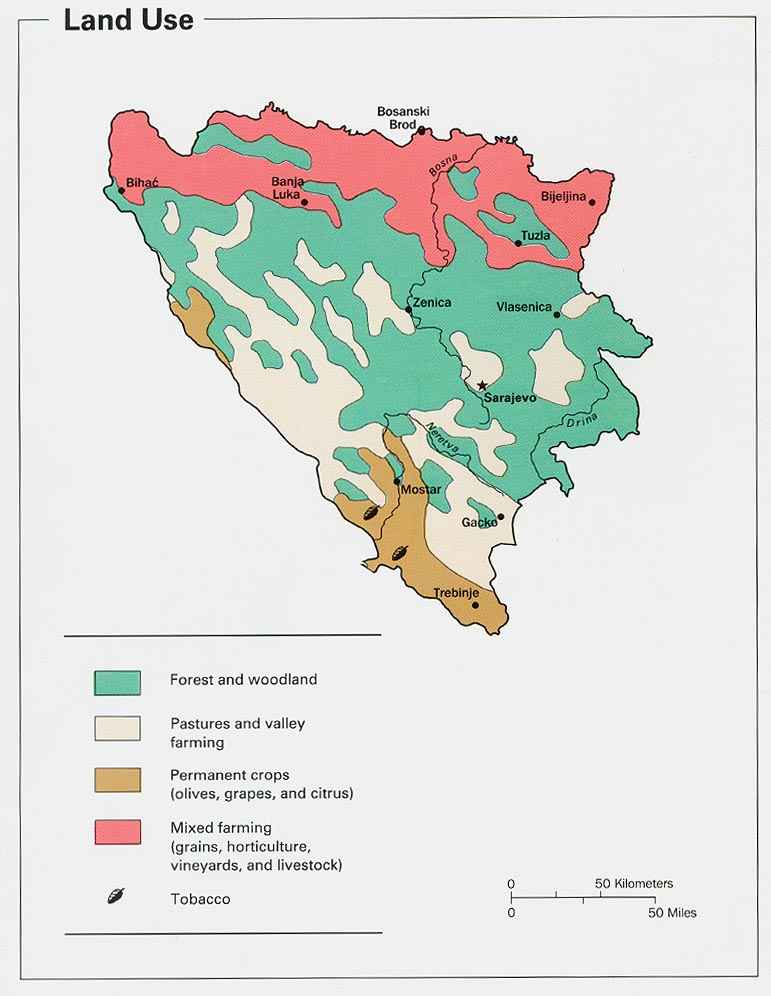 Land Use
Bosanski
Brod
Bosna
Bihać
Banja
Luka
Bijeljina
Tuzla
Zenica
Vlasenica
Sarajevo
Drina
Neretva
Mostar
Gacko
Trebinje
Forest and woodland
Pastures and valley
farming
Permanent crops
(olives, grapes, and citrus)
Mixed farming
(grains, horticulture,
vineyards, and livestock)
Tobacco
0 50 Kilometers
0 50 Miles